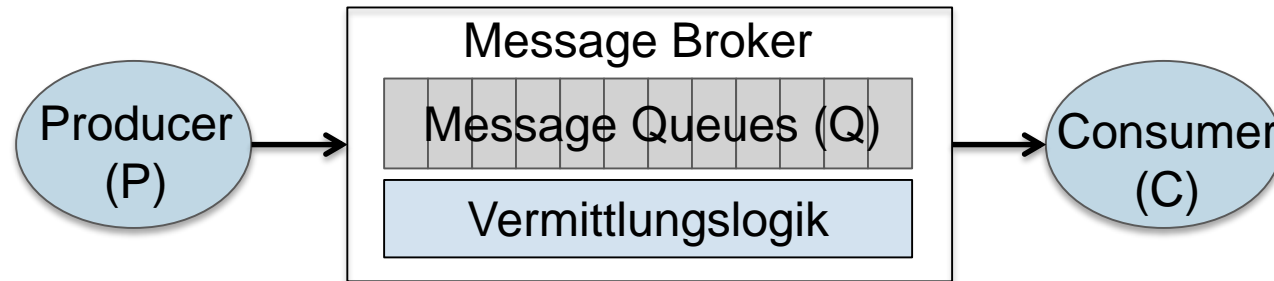 Message Broker
Producer
(P)
Message Queues (Q)
Vermittlungslogik
Consumer
(C)